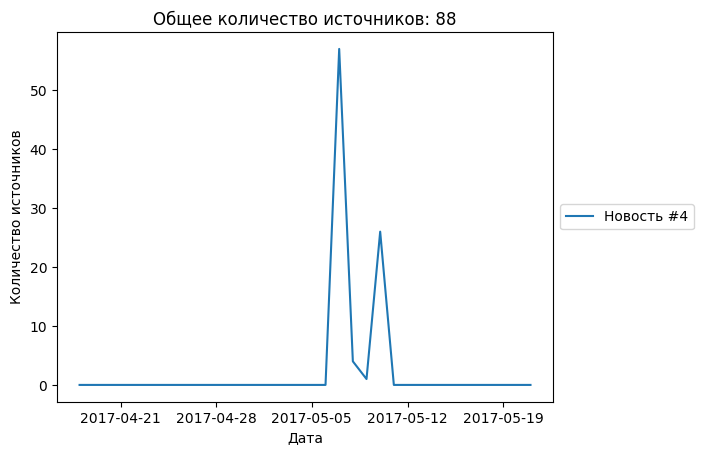 Общее количество источников: 88
Количество источников
50
40
30
20
10
0
2017-04-21 2017-04-28 2017-05-05 2017-05-12 2017-05-19
Дата
Новость #4